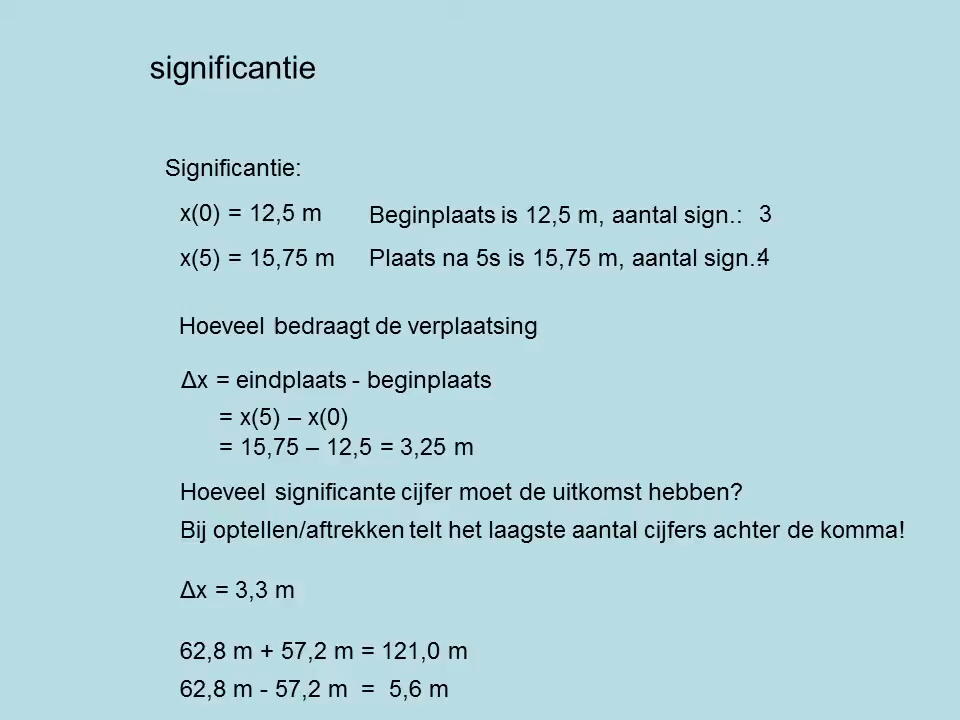 significantie
Significantie:
x(0) = 12,5 m Beginplaats is 12,5 m, aantal sign.: 3
x(5) = 15,75 m Plaats na 5s is 15,75 m, aantal sign.: 4
Hoeveel bedraagt de verplaatsing
Δx = eindplaats - beginplaats
= x(5) – x(0)
= 15,75 – 12,5 = 3,25 m
Hoeveel significante cijfer moet de uitkomst hebben?
Bij optellen/aftrekken telt het laagste aantal cijfers achter de komma!
Δx = 3,3 m
62,8 m + 57,2 m = 121,0 m
62,8 m - 57,2 m = 5,6 m